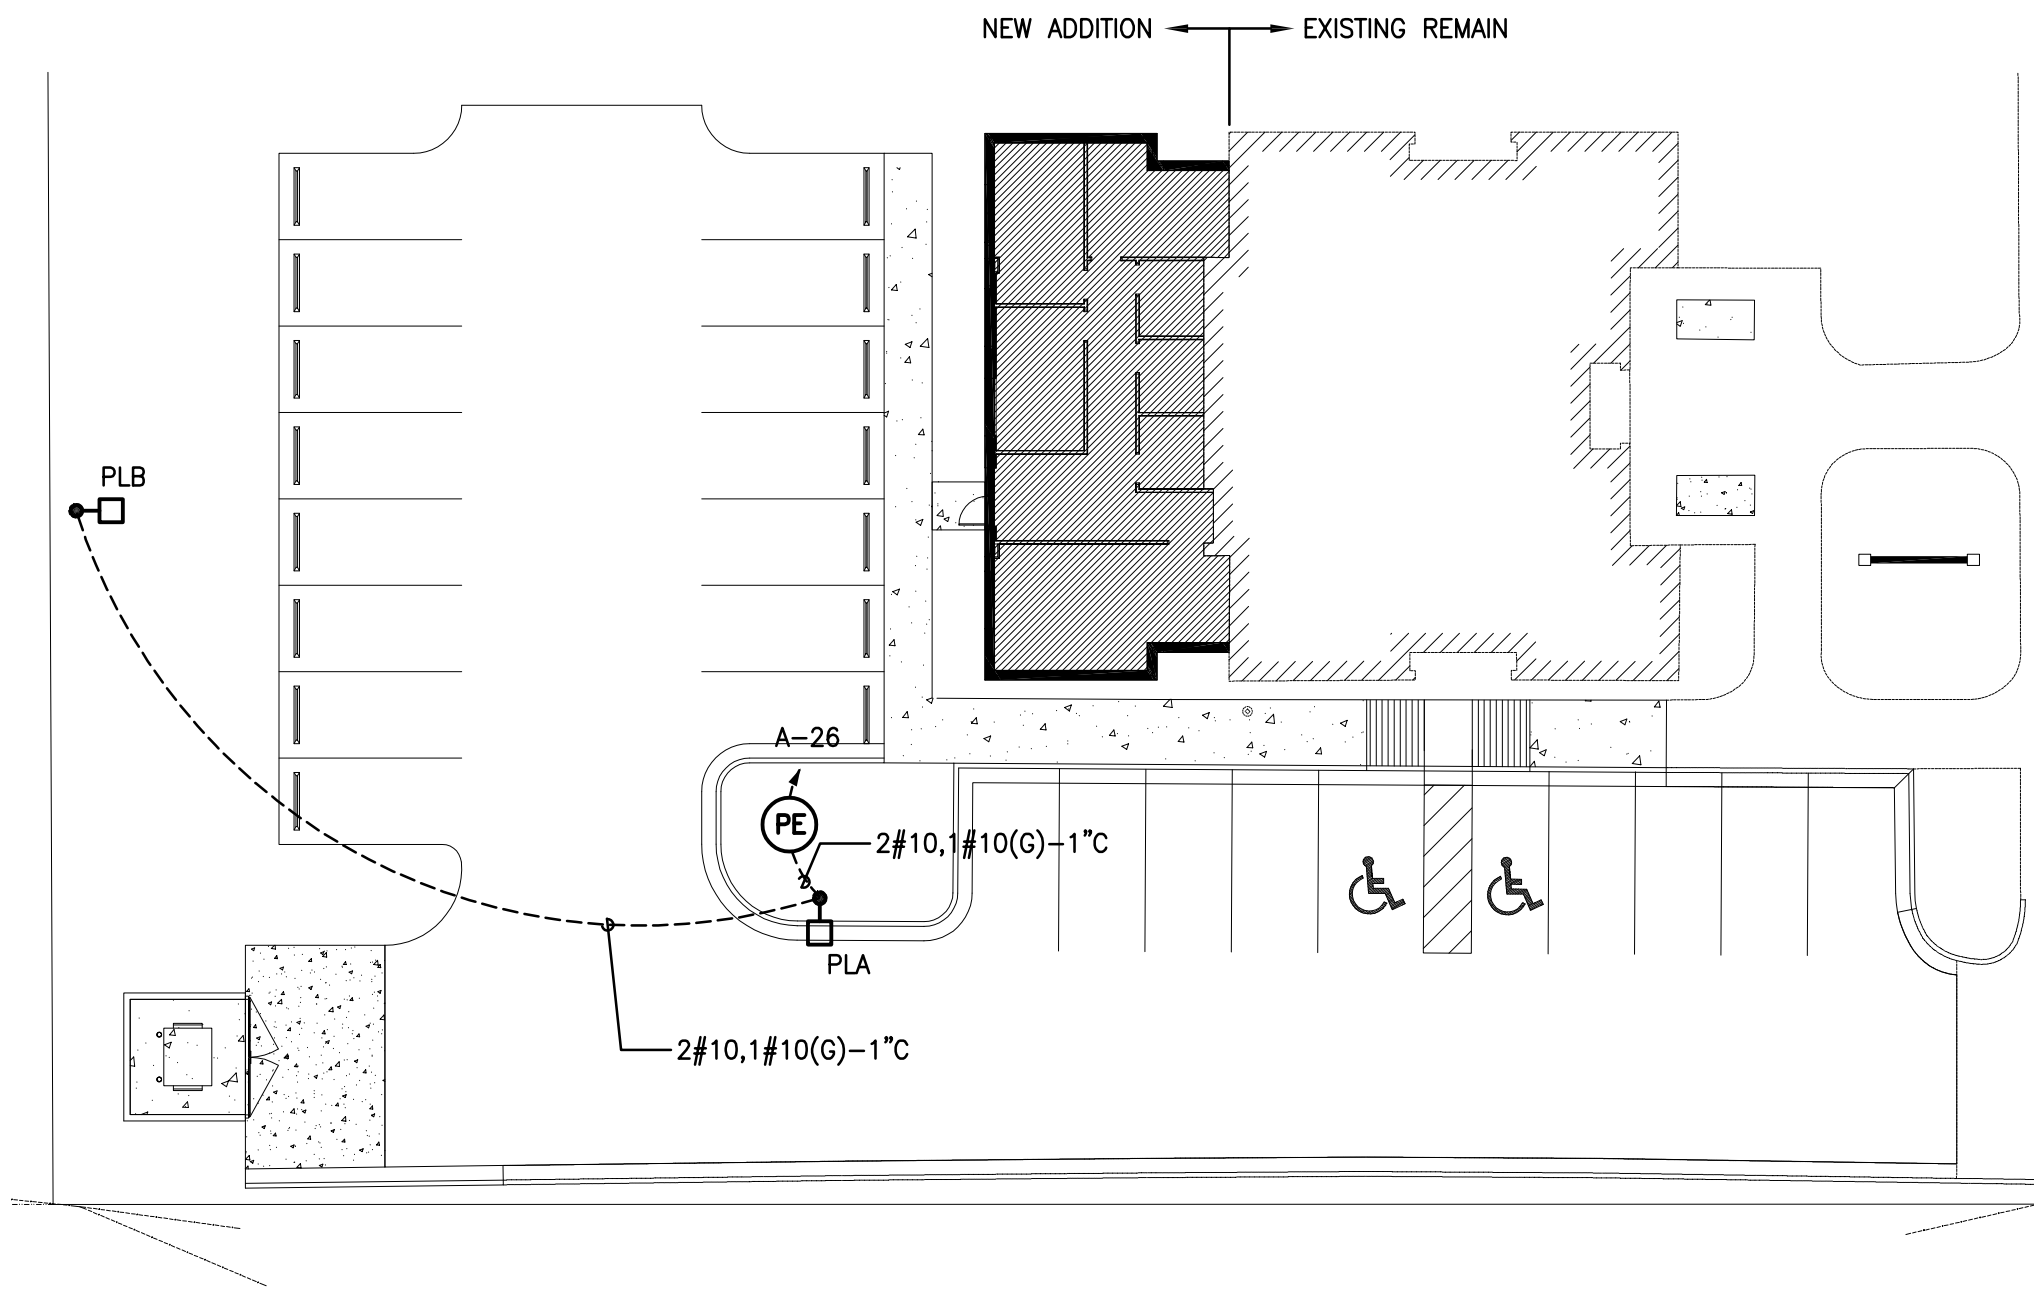 NEW ADDITION
EXISTING REMAIN
PLB
A-26
PE
2#10,1#10(G)-1"C
PLA
2#10,1#10(G)-1"C